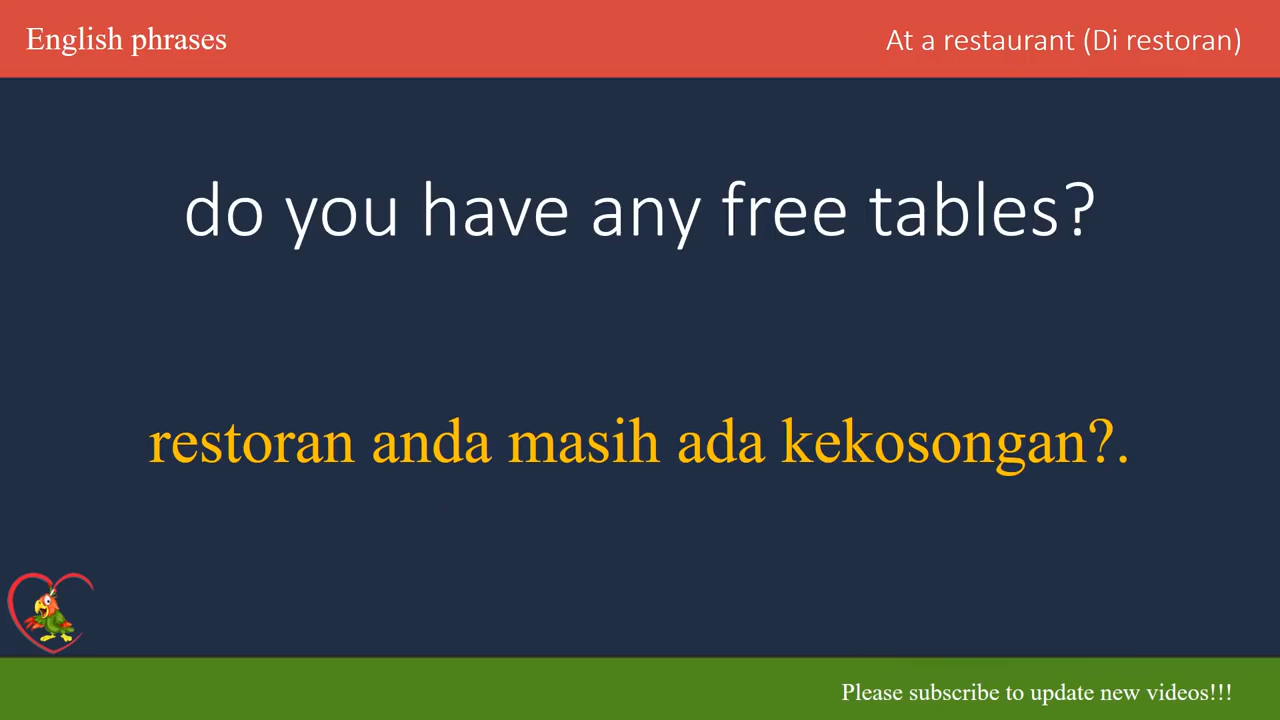 English phrases
At a restaurant (Di restoran)
do you have any free tables?
restoran anda masih ada kekosongan?.
Please subscribe to update new videos!!!